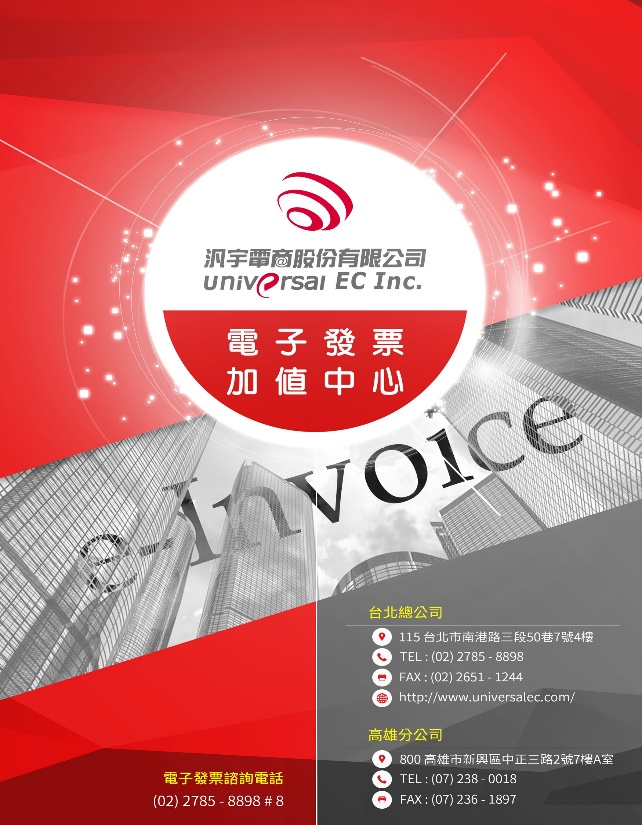 汎宇電商股份有限公司
universal EC Inc.
電子發票
加值中心
e-Invoice
台北總公司
115 台北市南港路三段50巷7號4樓
TEL : (02) 2785 - 8898
FAX : (02) 2651 - 1244
http://www.universalec.com/
高雄分公司
800 高雄市新興區中正三路2號7樓A室
TEL : (07) 238 - 0018
FAX : (07) 236 - 1897
電子發票諮詢電話
(02) 2785 - 8898 # 8